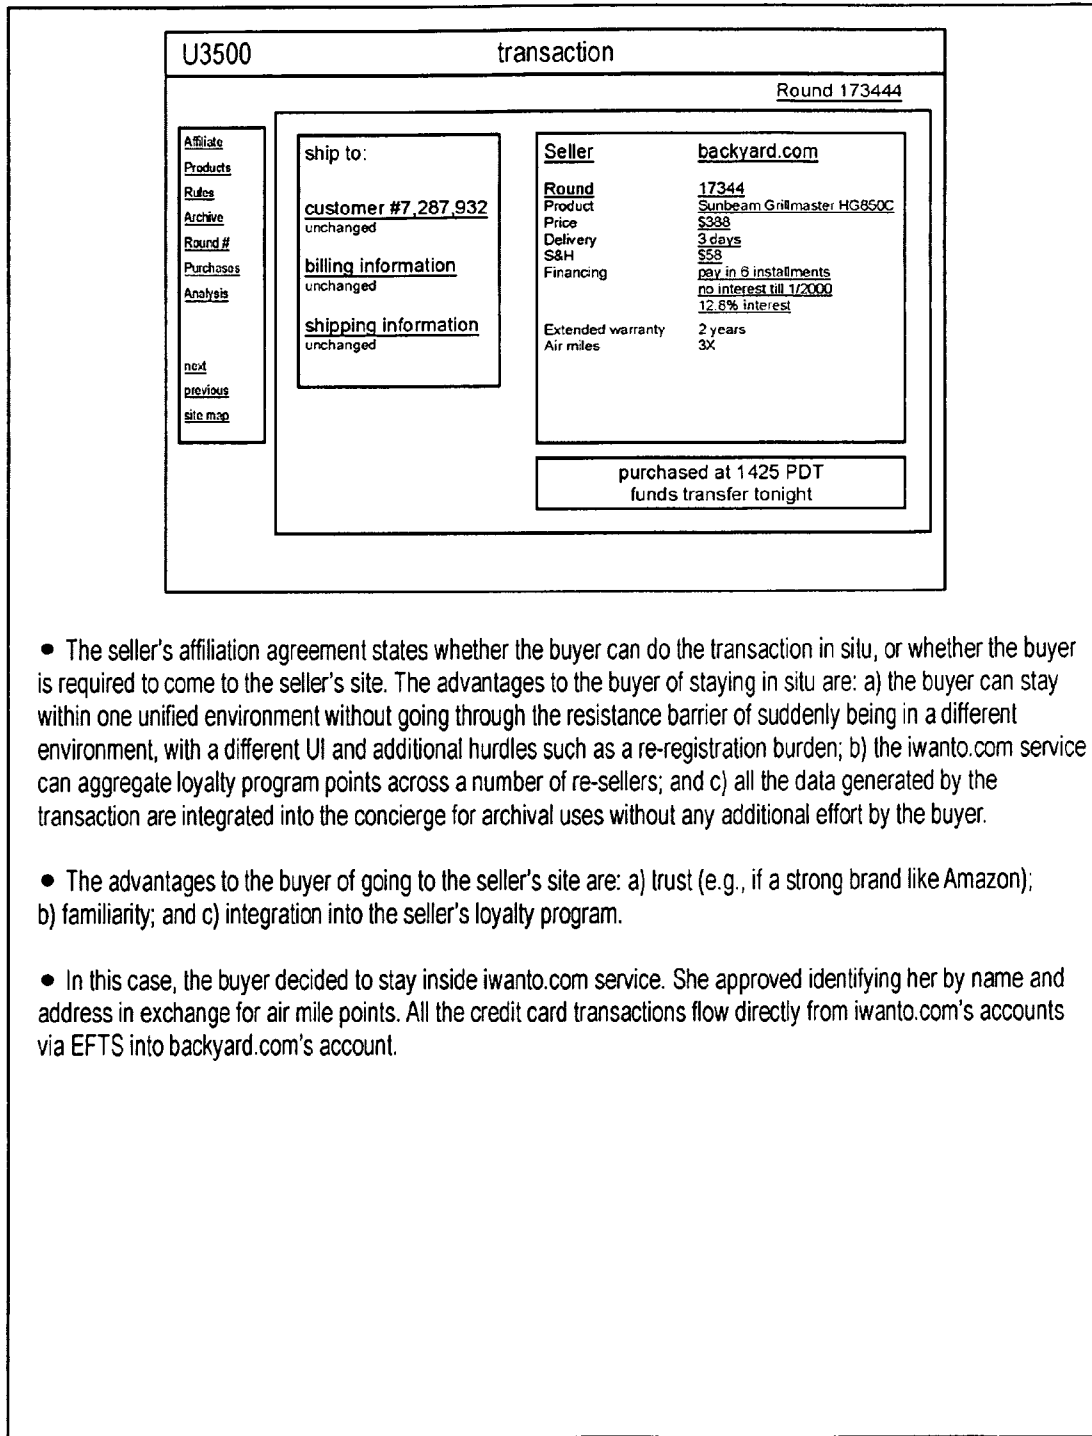 U3500 transaction
Round 173444
Affiliate
Products
Rules
Archive
Round #
Purchases
Analysis
next
previous
site map
ship to:
customer #7,287,932
unchanged
billing information
unchanged
shipping information
unchanged
Seller backyard.com
Round 17344
Product Sunbeam Grillmaster HG850C
Price $388
Delivery 3 days
S&H $58
Financing pay in 6 installments
no interest till 1/2000
12.8% interest
Extended warranty 2 years
Air miles 3X
purchased at 1425 PDT
funds transfer tonight
• The seller's affiliation agreement states whether the buyer can do the transaction in situ, or whether the buyer
is required to come to the seller's site. The advantages to the buyer of staying in situ are: a) the buyer can stay
within one unified environment without going through the resistance barrier of suddenly being in a different
environment, with a different UI and additional hurdles such as a re-registration burden; b) the iwanto.com service
can aggregate loyalty program points across a number of re-sellers; and c) all the data generated by the
transaction are integrated into the concierge for archival uses without any additional effort by the buyer.
• The advantages to the buyer of going to the seller's site are: a) trust (e.g., if a strong brand like Amazon);
b) familiarity; and c) integration into the seller's loyalty program.
• In this case, the buyer decided to stay inside iwanto.com service. She approved identifying her by name and
address in exchange for air mile points. All the credit card transactions flow directly from iwanto.com's accounts
via EFTS into backyard.com's account.